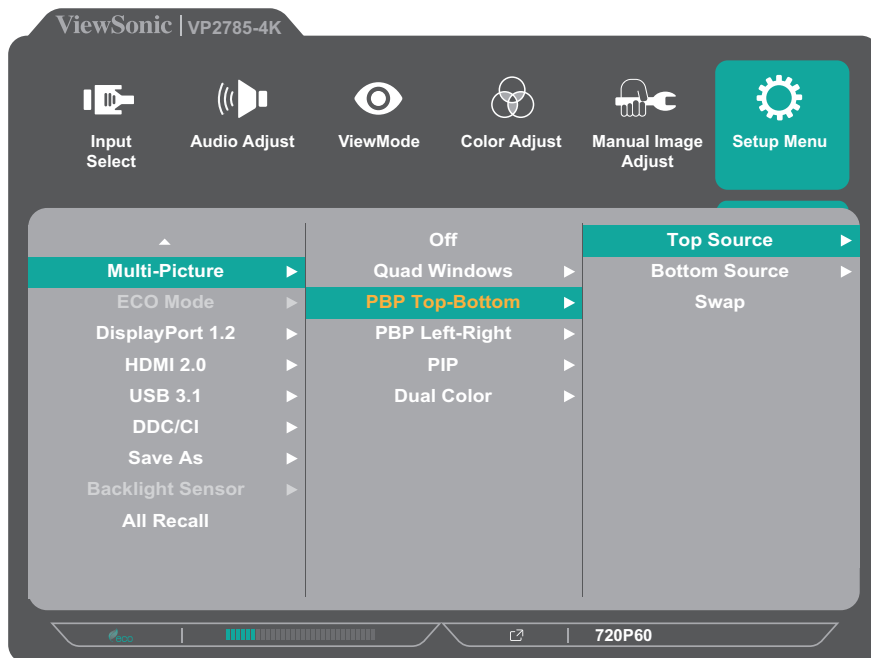 ViewSonic | VP2785-4K
Input
Select
Audio Adjust
ViewMode
Color Adjust
Manual Image
Adjust
Setup Menu
Multi-Picture
ECO Mode
DisplayPort 1.2
HDMI 2.0
USB 3.1
DDC/CI
Save As
Backlight Sensor
All Recall
Off
Quad Windows
PBP Top-Bottom
PBP Left-Right
PIP
Dual Color
Top Source
Bottom Source
Swap
eco
720P60